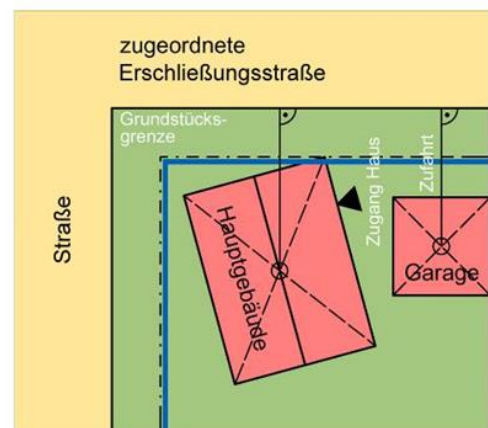 zugeordnete
Erschließungsstraße
Grundstücks-
grenze
Straße
Hauptgebäude
Zugang Haus
Zufahrt
Garage